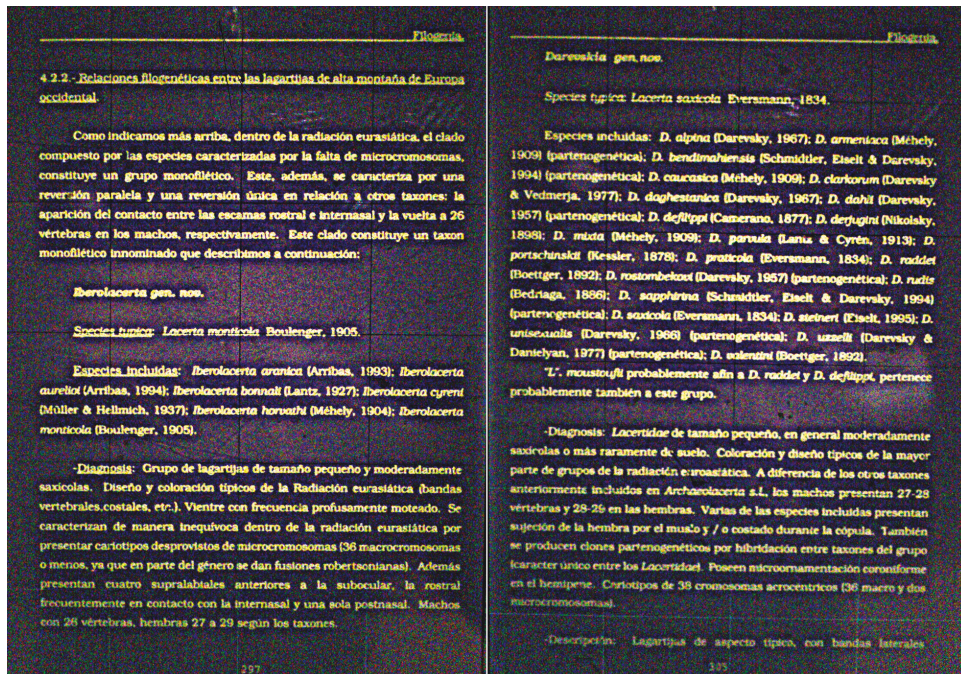 Filogenia.
4.2.2.- Relaciones filogenéticas entre las lagartijas de alta montaña de Europa
occidental.
Como indicamos más arriba, dentro de la radiación eurasiática, el clado
compuesto por las especies caracterizadas por la falta de microcromosomas,
constituye un grupo monofilético. Este, además, se caracteriza por una
reversión paralela y una reversión única en relación a otros taxones: la
aparición del contacto entre las escamas rostral e internasal y la vuelta a 26
vértebras en los machos, respectivamente. Este clado constituye un taxon
monofilético innominado que describimos a continuación:
Iberolacerta gen. nov.
Species typica: Lacerta monticola Boulenger, 1905.
Especies incluidas: Iberolacerta aranica (Arribas, 1993); Iberolacerta
aurelioi (Arribas, 1994); Iberolacerta bonnali (Lantz, 1927); Iberolacerta cyreni
(Müller & Hellmich, 1937); Iberolacerta horvathi (Méhely, 1904); Iberolacerta
monticola (Boulenger, 1905).
-Diagnosis: Grupo de lagartijas de tamaño pequeño y moderadamente
saxícolas. Diseño y coloración típicos de la Radiación eurasiática (bandas
vertebrales,costales, etc.). Vientre con frecuencia profusamente moteado. Se
caracterizan de manera inequívoca dentro de la radiación eurasiática por
presentar cariotipos desprovistos de microcromosomas (36 macrocromosomas
o menos, ya que en parte del género se dan fusiones robertsonianas). Además
presentan cuatro supralabiales anteriores a la subocular, la rostral
frecuentemente en contacto con la internasal y una sola postnasal. Machos
con 26 vértebras, hembras 27 a 29 según los taxones.
297
Filogenia.
Darevskia gen. nov.
Species typica: Lacerta saxicola Eversmann, 1834.
Especies incluidas: D. alpina (Darevsky, 1967); D. armeniaca (Méhely,
1909) (partenogenética); D. bendimahiensis (Schmidtler, Eiselt & Darevsky,
1994) (partenogenética); D. caucasica (Méhely, 1909); D. clarkorum (Darevsky
& Vedmerja, 1977); D. daghestanica (Darevsky, 1967); D. dahli (Darevsky,
1957) (partenogenética); D. defilippi (Camerano, 1877); D. derjugini (Nikolsky,
1898); D. mixta (Méhely, 1909); D. parvula (Lantz & Cyrén, 1913); D.
portschinskii (Kessler, 1878); D. praticola (Eversmann, 1834); D. raddei
(Boettger, 1892); D. rostombekovi (Darevsky, 1957) (partenogenética); D. rudis
(Bedriaga, 1886); D. sapphirina (Schmidtler, Eiselt & Darevsky, 1994)
(partenogenética); D. saxicola (Eversmann, 1834); D. steineri (Eiselt, 1995); D.
unisexualis (Darevsky, 1966) (partenogenética); D. uzzelli (Darevsky &
Danielyan, 1977) (partenogenética); D. valentini (Boettger, 1892).
"L". moustoufii probablemente afin a D. raddei y D. defilippi, pertenece
probablemente también a este grupo.
-Diagnosis: Lacertidae de tamaño pequeño, en general moderadamente
saxícolas o más raramente de suelo. Coloración y diseño típicos de la mayor
parte de grupos de la radiación euroasiática. A diferencia de los otros taxones
anteriormente incluidos en Archaeolacerta s.l., los machos presentan 27-28
vértebras y 28-29 en las hembras. Varias de las especies incluidas presentan
sujeción de la hembra por el muslo y / o costado durante la cópula. También
se producen clones partenogenéticos por hibridación entre taxones del grupo
(caracter único entre los Lacertidae). Poseen microornamentación coroniforme
en el hemipene. Cariotipos de 38 cromosomas acrocéntricos (36 macro y dos
microcromosomas).
-Descripción: Lagartijas de aspecto típico, con bandas laterales
305